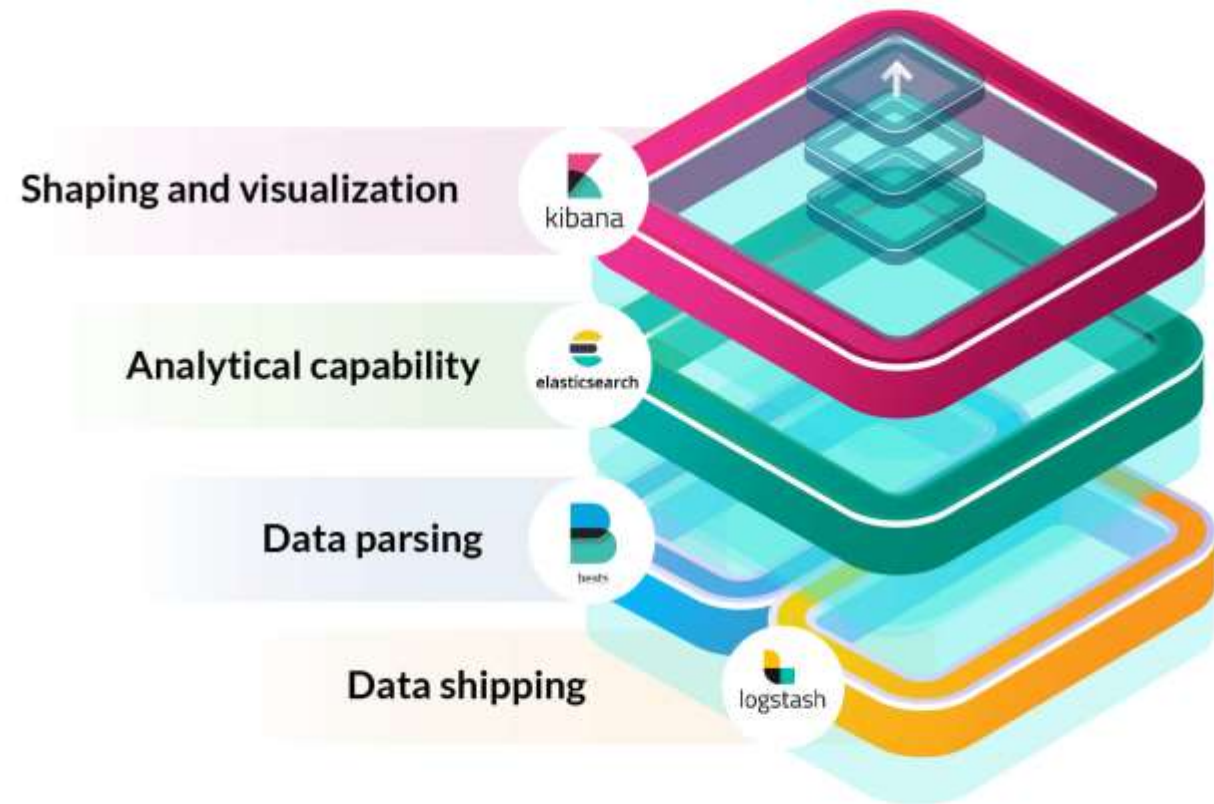 Shaping and visualization
kibana
Analytical capability
elasticsearch
Data parsing
beats
Data shipping
logstash